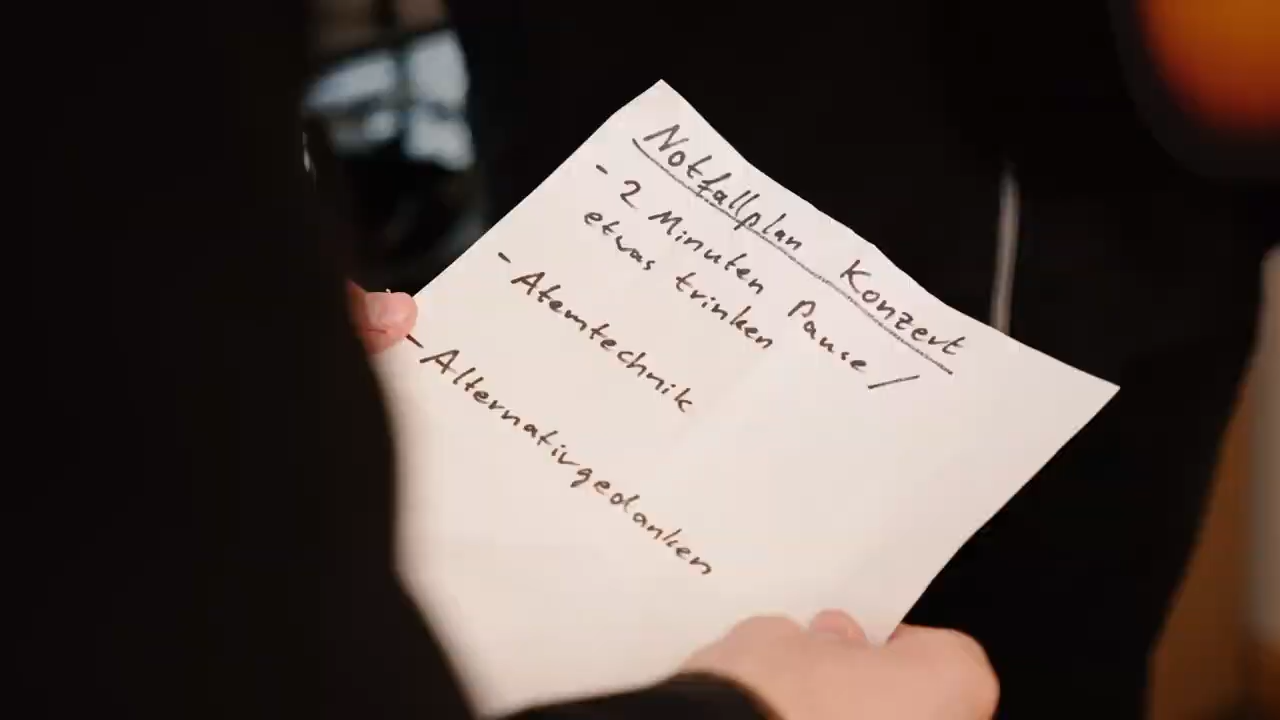 Notfallplan Konzert
- 2 Minuten Pause /
etwas trinken
- Atemtechnik
- Alternativgedanken